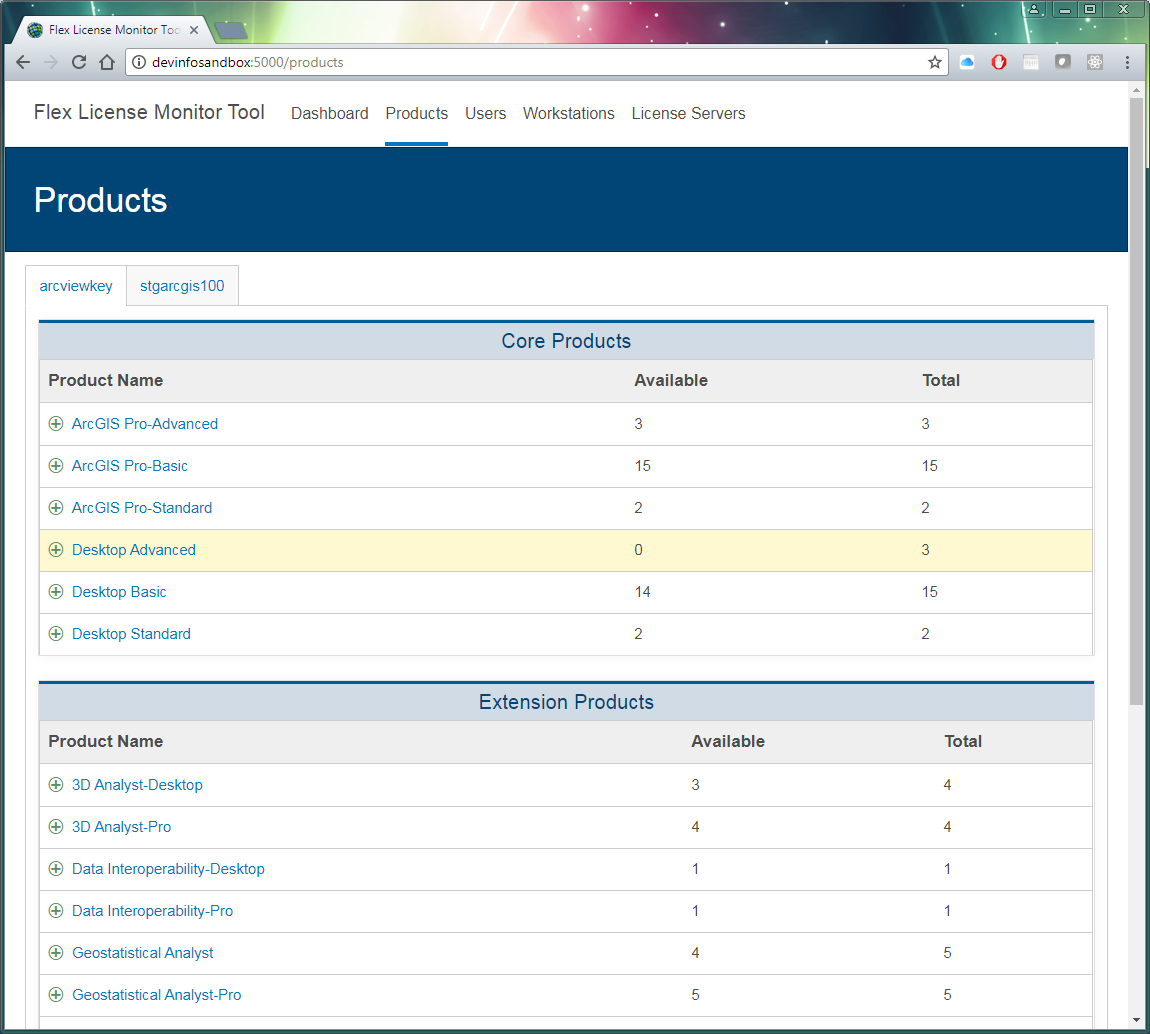 Flex License Monitor Too
devinfosandbox:5000/products
Flex License Monitor Tool Dashboard Products Users Workstations License Servers
Products
arcviewkey stgarcgis100
Core Products
Product Name Available Total
ArcGIS Pro-Advanced 3 3
ArcGIS Pro-Basic 15 15
ArcGIS Pro-Standard 2 2
Desktop Advanced 0 3
Desktop Basic 14 15
Desktop Standard 2 2
Extension Products
Product Name Available Total
3D Analyst-Desktop 3 4
3D Analyst-Pro 4 4
Data Interoperability-Desktop 1 1
Data Interoperability-Pro 1 1
Geostatistical Analyst 4 5
Geostatistical Analyst-Pro 5 5